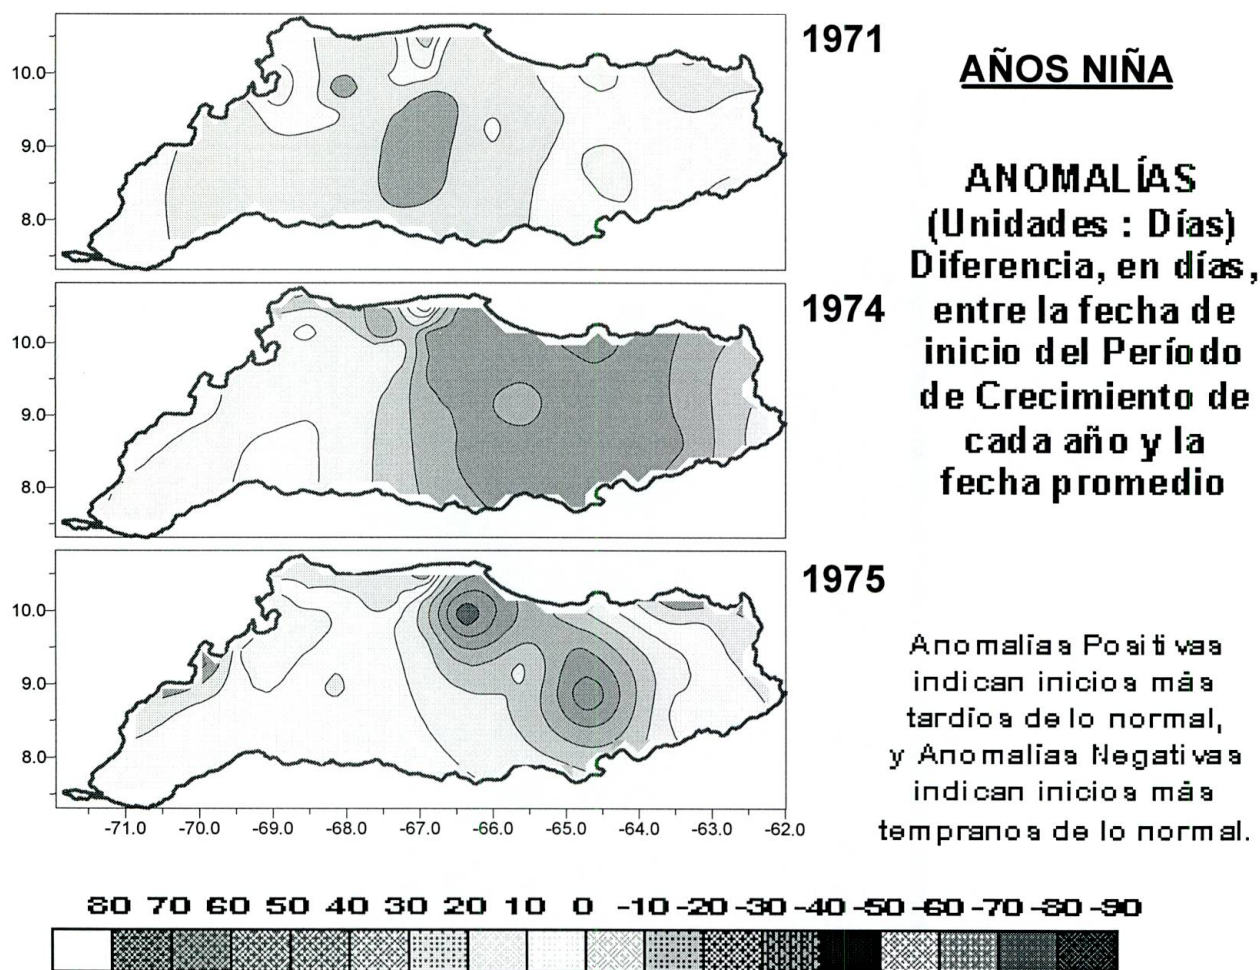 1971
10.0
9.0
8.0
AÑOS NIÑA
ANOMALÍAS
(Unidades : Días)
Diferencia, en días,
entre la fecha de
inicio del Período
de Crecimiento de
cada año y la
fecha promedio
1974
10.0
9.0
8.0
1975
10.0
9.0
8.0
-71.0 -70.0 -69.0 -68.0 -67.0 -66.0 -65.0 -64.0 -63.0 -62.0
Anomalías Positivas
indican inicios más
tardíos de lo normal,
y Anomalías Negativas
indican inicios más
tempranos de lo normal.
80 70 60 50 40 30 20 10 0 -10 -20 -30 -40 -50 -60 -70 -80 -90